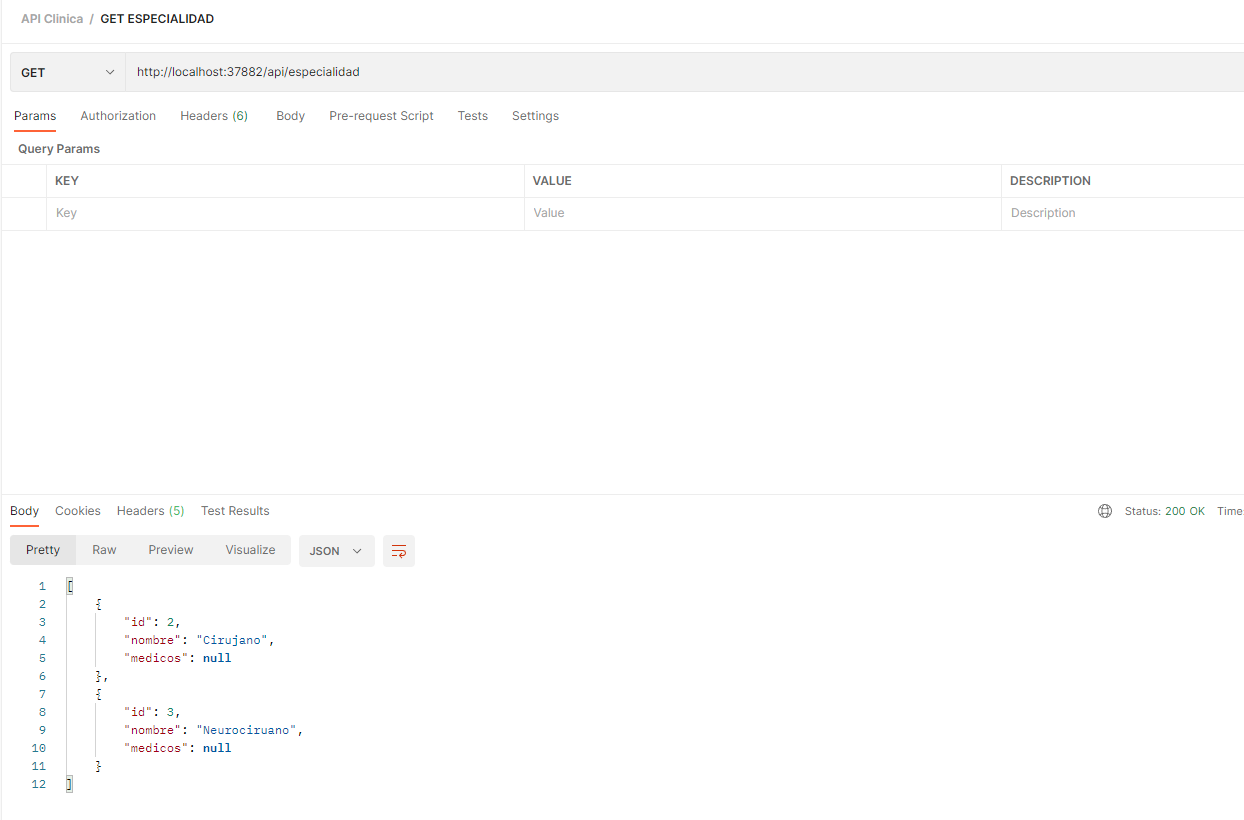 API Clinica / GET ESPECIALIDAD
GET http://localhost:37882/api/especialidad
Params Authorization Headers (6) Body Pre-request Script Tests Settings
Query Params
KEY VALUE DESCRIPTION
Key Value Description
Body Cookies Headers (5) Test Results Status: 200 OK Time:
Pretty Raw Preview Visualize JSON
1 [
2 {
3 "id": 2,
4 "nombre": "Cirujano",
5 "medicos": null
6 },
7 {
8 "id": 3,
9 "nombre": "Neurociruano",
10 "medicos": null
11 }
12 ]